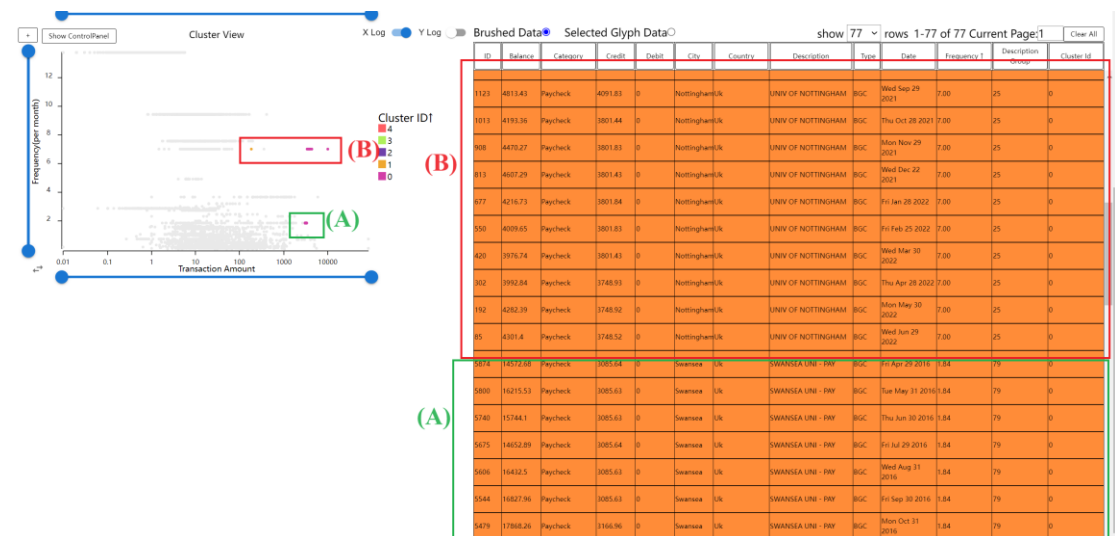 + Show ControlPanel Cluster View X Log Y Log Brushed Data Selected Glyph Data show 77 rows 1-77 of 77 Current Page:1 Clear All
ID Balance Category Credit Debit City Country Description Type Date Frequency↑ Description Group Cluster Id
1123 4813.43 Paycheck 4091.83 0 Nottingham Uk UNIV OF NOTTINGHAM BGC Wed Sep 29 2021 7.00 25 0
1013 4193.36 Paycheck 3801.44 0 Nottingham Uk UNIV OF NOTTINGHAM BGC Thu Oct 28 2021 7.00 25 0
908 4470.27 Paycheck 3801.83 0 Nottingham Uk UNIV OF NOTTINGHAM BGC Mon Nov 29 2021 7.00 25 0
813 4607.29 Paycheck 3801.43 0 Nottingham Uk UNIV OF NOTTINGHAM BGC Wed Dec 22 2021 7.00 25 0
677 4216.73 Paycheck 3801.84 0 Nottingham Uk UNIV OF NOTTINGHAM BGC Fri Jan 28 2022 7.00 25 0
550 4009.65 Paycheck 3801.83 0 Nottingham Uk UNIV OF NOTTINGHAM BGC Fri Feb 25 2022 7.00 25 0
420 3976.74 Paycheck 3801.43 0 Nottingham Uk UNIV OF NOTTINGHAM BGC Wed Mar 30 2022 7.00 25 0
302 3992.84 Paycheck 3748.93 0 Nottingham Uk UNIV OF NOTTINGHAM BGC Thu Apr 28 2022 7.00 25 0
192 4282.39 Paycheck 3748.92 0 Nottingham Uk UNIV OF NOTTINGHAM BGC Mon May 30 2022 7.00 25 0
85 4301.4 Paycheck 3748.52 0 Nottingham Uk UNIV OF NOTTINGHAM BGC Wed Jun 29 2022 7.00 25 0
5874 14572.68 Paycheck 3085.64 0 Swansea Uk SWANSEA UNI - PAY BGC Fri Apr 29 2016 1.84 79 0
5800 16215.53 Paycheck 3085.63 0 Swansea Uk SWANSEA UNI - PAY BGC Tue May 31 2016 1.84 79 0
5740 15744.1 Paycheck 3085.63 0 Swansea Uk SWANSEA UNI - PAY BGC Thu Jun 30 2016 1.84 79 0
5675 14652.89 Paycheck 3085.64 0 Swansea Uk SWANSEA UNI - PAY BGC Fri Jul 29 2016 1.84 79 0
5606 16432.5 Paycheck 3085.63 0 Swansea Uk SWANSEA UNI - PAY BGC Wed Aug 31 2016 1.84 79 0
5544 16827.96 Paycheck 3085.63 0 Swansea Uk SWANSEA UNI - PAY BGC Fri Sep 30 2016 1.84 79 0
5479 17868.26 Paycheck 3166.96 0 Swansea Uk SWANSEA UNI - PAY BGC Mon Oct 31 2016 1.84 79 0
Frequency(per month)
12
10
8
6
4
2
0.01 0.1 1 10 100 1000 10000
Transaction Amount
Cluster ID↑
4
3
2
1
0
(B)
(A)
(B)
(A)